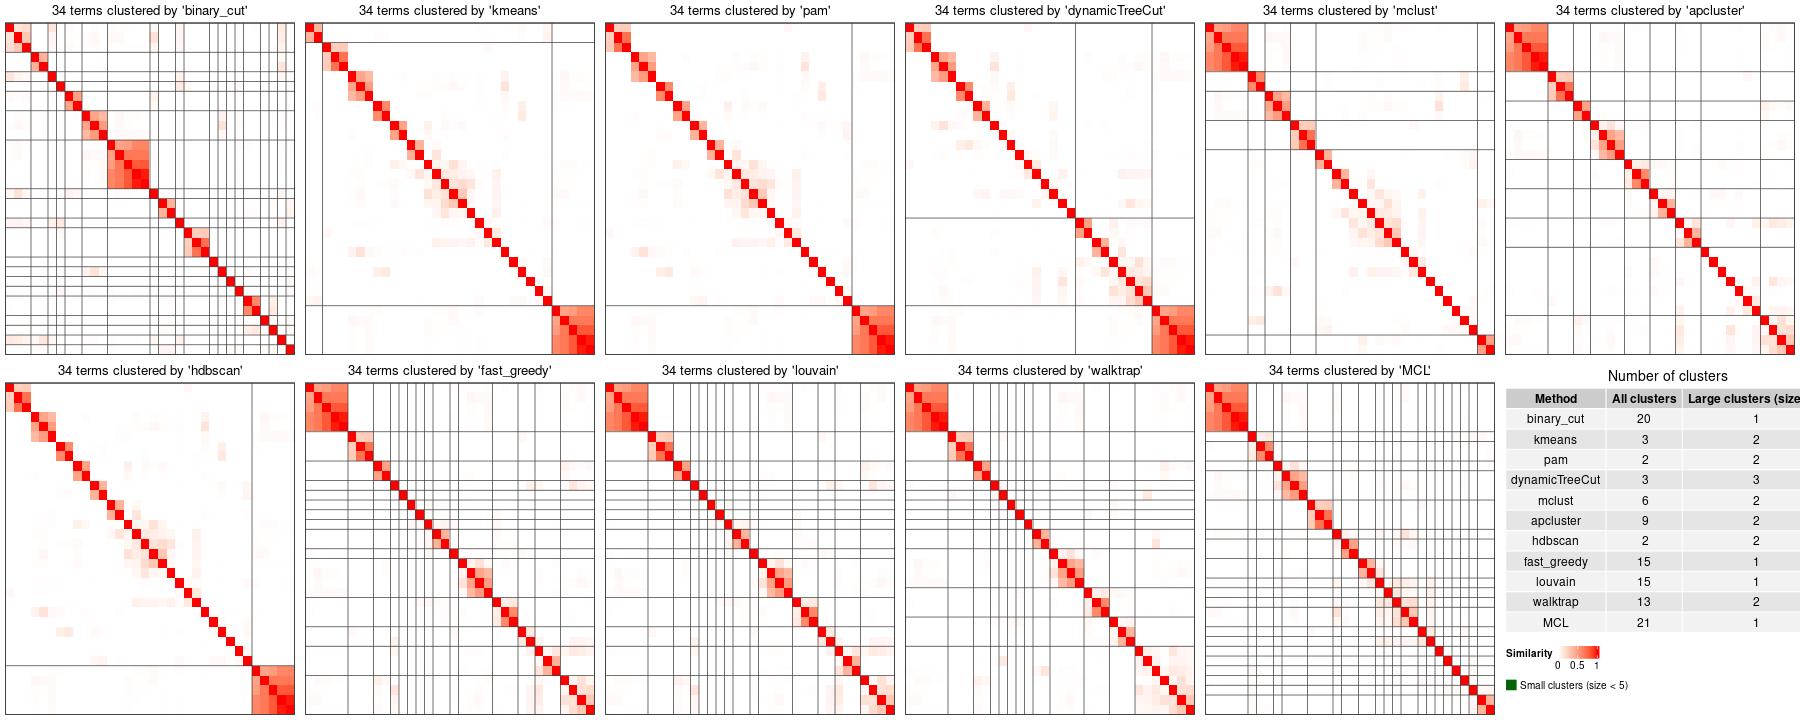 34 terms clustered by 'binary_cut'
34 terms clustered by 'kmeans'
34 terms clustered by 'pam'
34 terms clustered by 'dynamicTreeCut'
34 terms clustered by 'mclust'
34 terms clustered by 'apcluster'
34 terms clustered by 'hdbscan'
34 terms clustered by 'fast_greedy'
34 terms clustered by 'louvain'
34 terms clustered by 'walktrap'
34 terms clustered by 'MCL'
Number of clusters
Method All clusters Large clusters (size
binary_cut 20 1
kmeans 3 2
pam 2 2
dynamicTreeCut 3 3
mclust 6 2
apcluster 9 2
hdbscan 2 2
fast_greedy 15 1
louvain 15 1
walktrap 13 2
MCL 21 1
Similarity
0 0.5 1
Small clusters (size < 5)